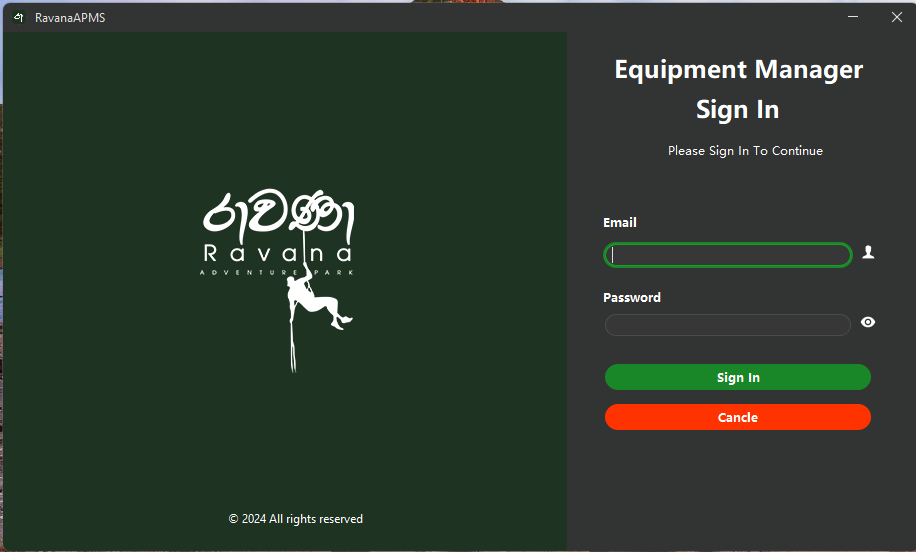 RavanaAPMS
රාවණා
Ravana
ADVENTURE PARK
© 2024 All rights reserved
Equipment Manager
Sign In
Please Sign In To Continue
Email
Password
Sign In
Cancle